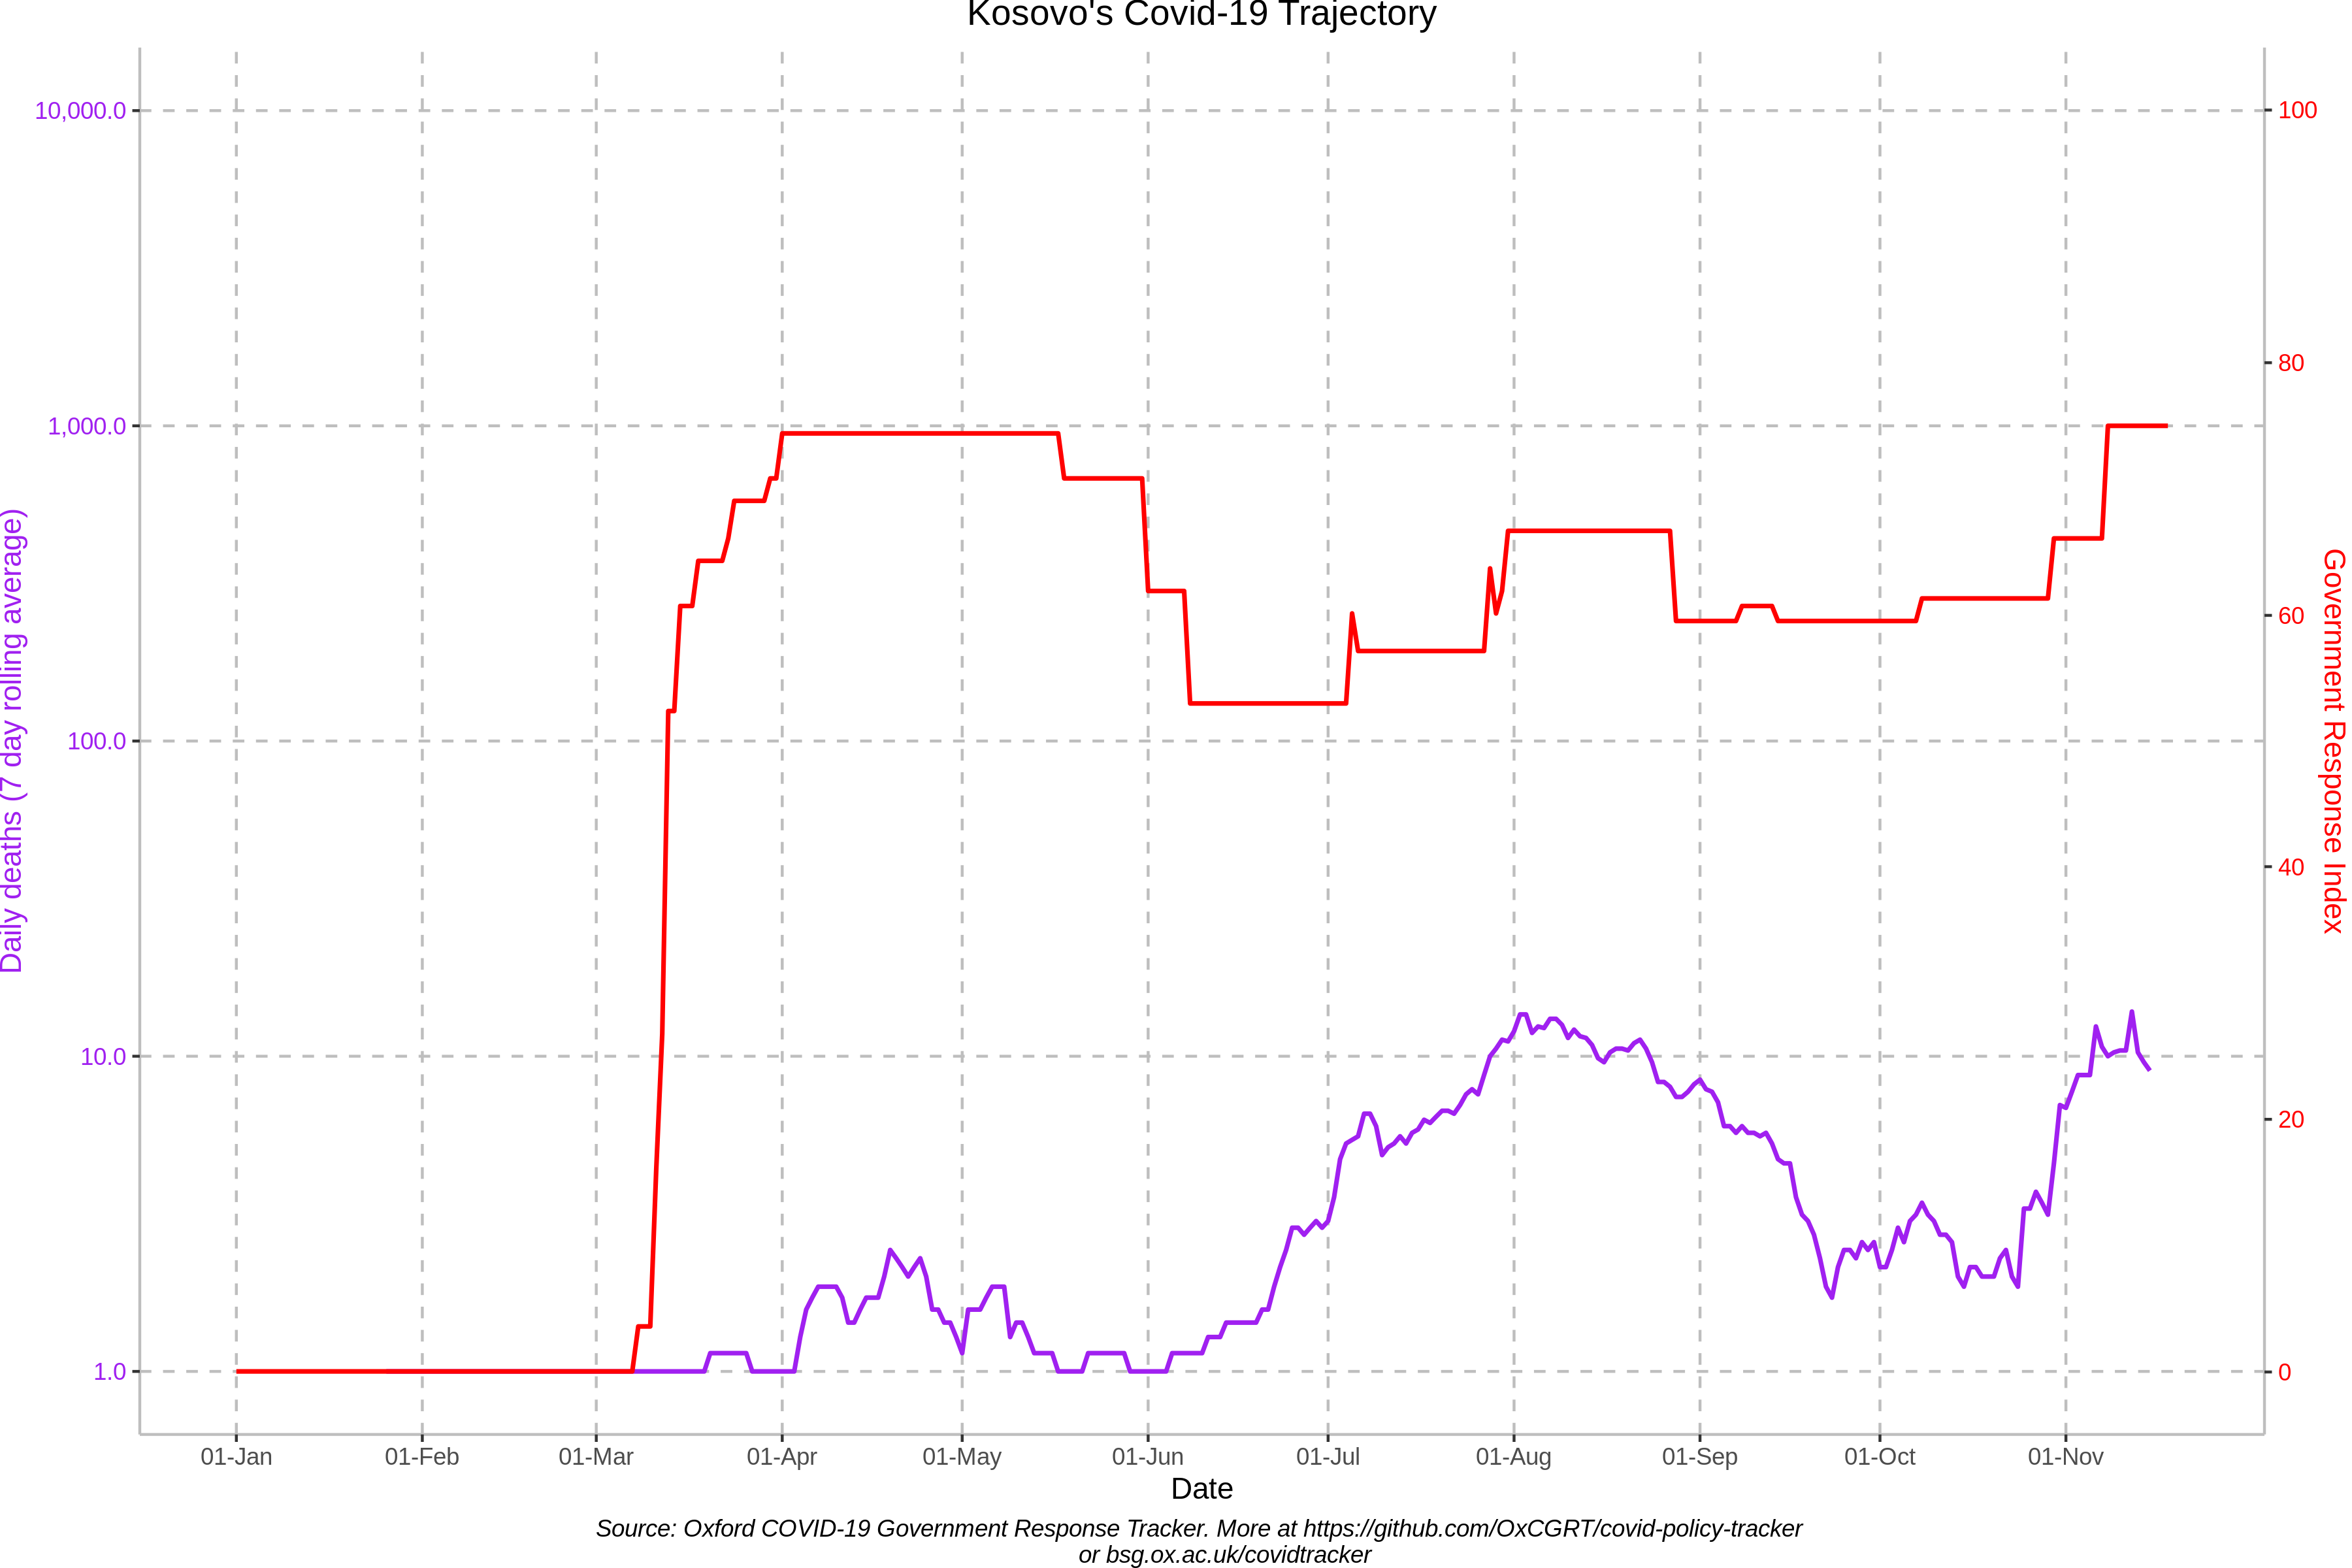 Kosovo's Covid-19 Trajectory
Daily deaths (7 day rolling average)
10,000.0
1,000.0
100.0
10.0
1.0
100
80
60
40
20
0
Government Response Index
01-Jan 01-Feb 01-Mar 01-Apr 01-May 01-Jun 01-Jul 01-Aug 01-Sep 01-Oct 01-Nov
Date
Source: Oxford COVID-19 Government Response Tracker. More at https://github.com/OxCGRT/covid-policy-tracker
or bsg.ox.ac.uk/covidtracker